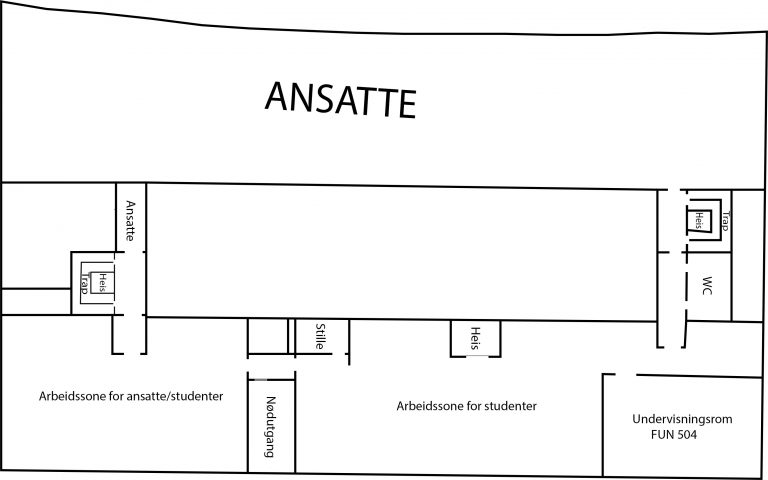 ANSATTE
Ansatte
Heis
Trap
Trap
Heis
WC
Stille
Heis
Arbeidssone for ansatte/studenter
Nødutgang
Arbeidssone for studenter
Undervisningsrom
FUN 504